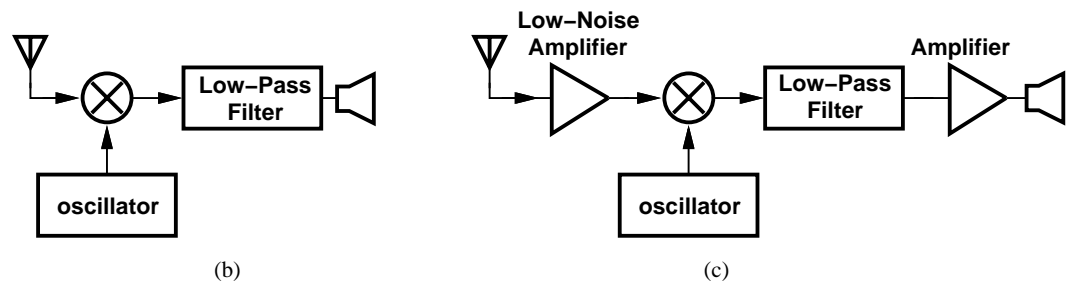 Low−Pass
Filter
oscillator
(b)
Low−Noise
Amplifier
Low−Pass
Filter
Amplifier
oscillator
(c)